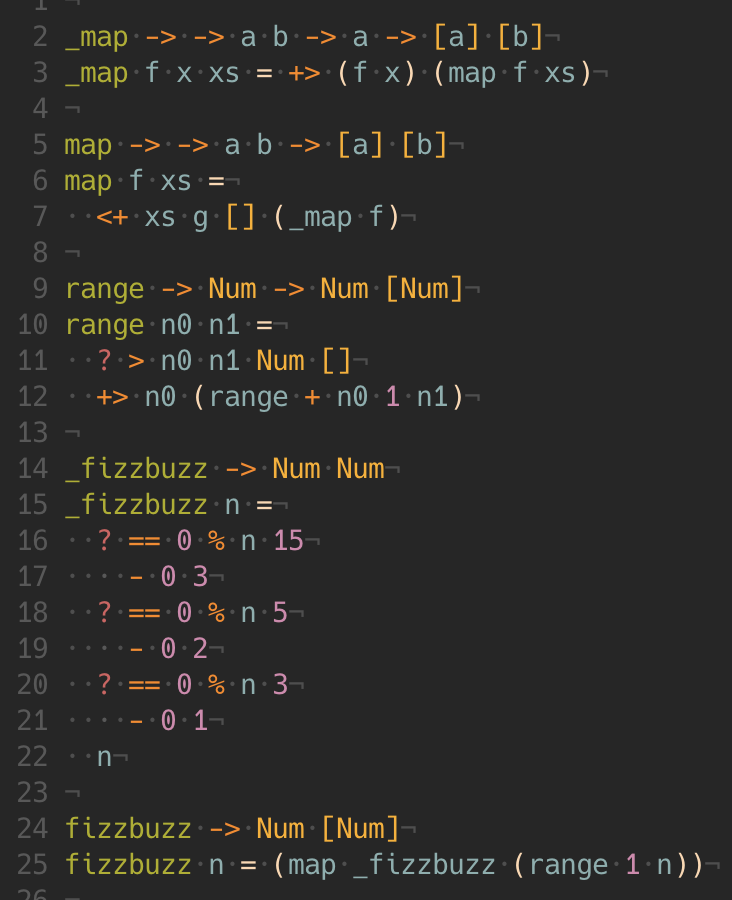 1 ¬
2 _map·->·->·a·b·->·a·->·[a]·[b]¬
3 _map·f·x·xs·=·+>·(f·x)·(map·f·xs)¬
4 ¬
5 map·->·->·a·b·->·[a]·[b]¬
6 map·f·xs·=¬
7 ··<+·xs·g·[]·(_map·f)¬
8 ¬
9 range·->·Num·->·Num·[Num]¬
10 range·n0·n1·=¬
11 ··?·>·n0·n1·Num·[]¬
12 ··+>·n0·(range·+·n0·1·n1)¬
13 ¬
14 _fizzbuzz·->·Num·Num¬
15 _fizzbuzz·n·=¬
16 ··?·==·0·%·n·15¬
17 ····-·0·3¬
18 ··?·==·0·%·n·5¬
19 ····-·0·2¬
20 ··?·==·0·%·n·3¬
21 ····-·0·1¬
22 ··n¬
23 ¬
24 fizzbuzz·->·Num·[Num]¬
25 fizzbuzz·n·=·(map·_fizzbuzz·(range·1·n))¬
26 ¬